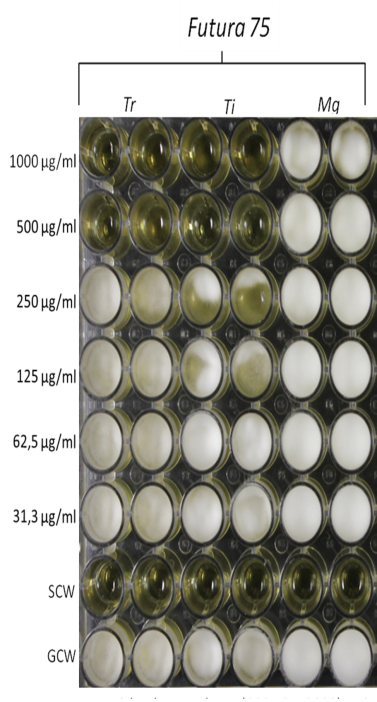 Futura 75
Tr Ti Mg
1000 µg/ml
500 µg/ml
250 µg/ml
125 µg/ml
62,5 µg/ml
31,3 µg/ml
SCW
GCW